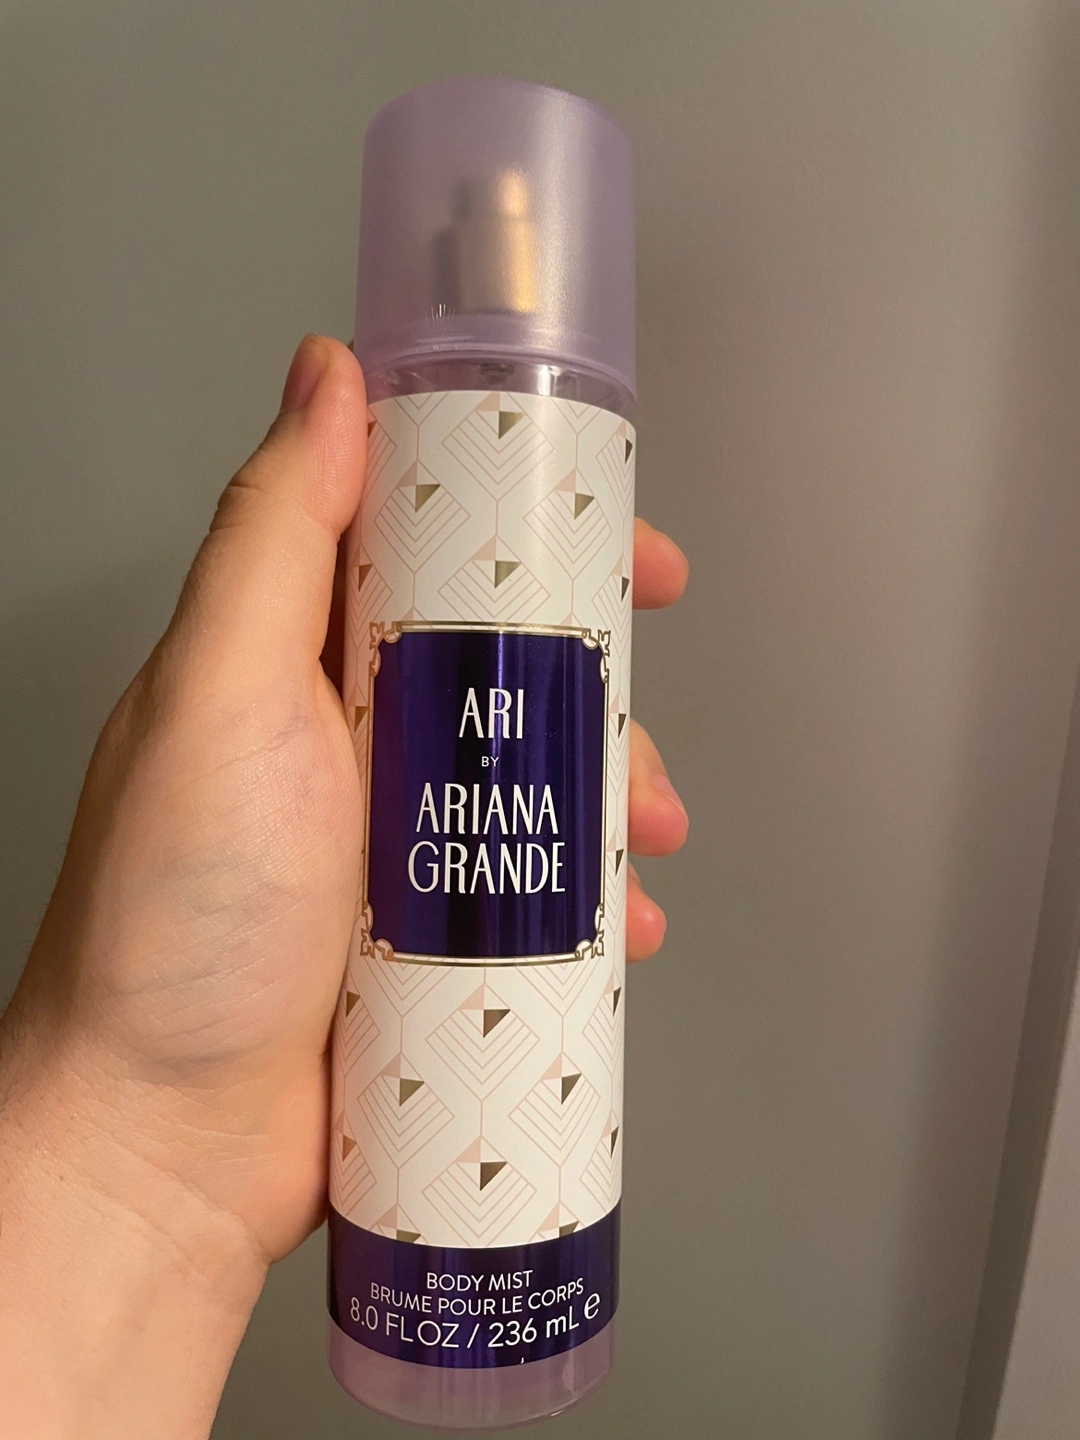 ARI
BY
ARIANA
GRANDE
BODY MIST
BRUME POUR LE CORPS
8.0 FL OZ / 236 mL e